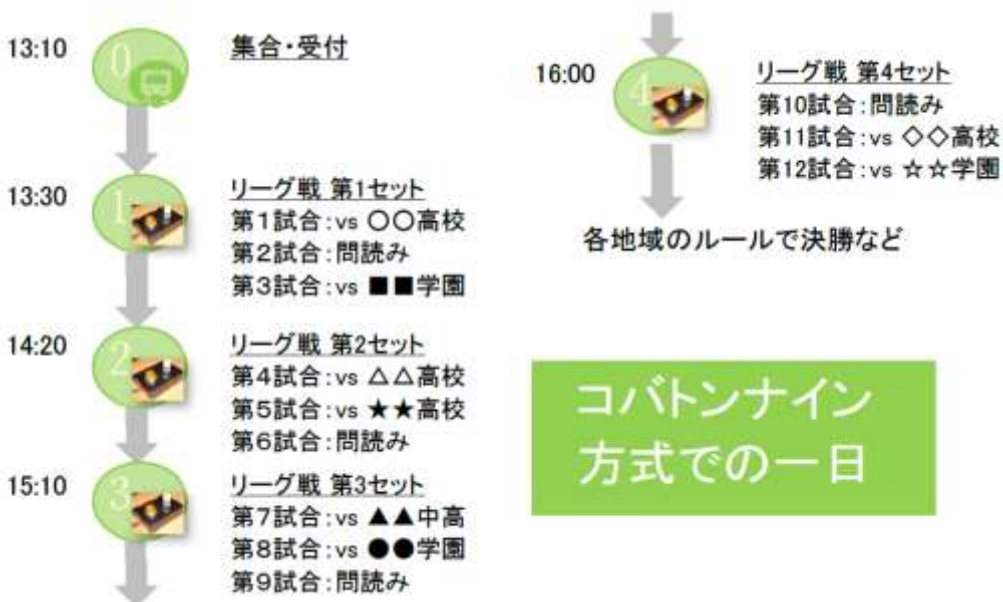 13:10
0
集合・受付
13:30
1
リーグ戦 第1セット
第1試合:vs ○○高校
第2試合:問読み
第3試合:vs ■■学園
14:20
2
リーグ戦 第2セット
第4試合:vs △△高校
第5試合:vs ★★高校
第6試合:問読み
15:10
3
リーグ戦 第3セット
第7試合:vs ▲▲中高
第8試合:vs ●●学園
第9試合:問読み
16:00
4
リーグ戦 第4セット
第10試合:問読み
第11試合:vs ◇◇高校
第12試合:vs ☆☆学園
各地域のルールで決勝など
コバトンナイン
方式での一日